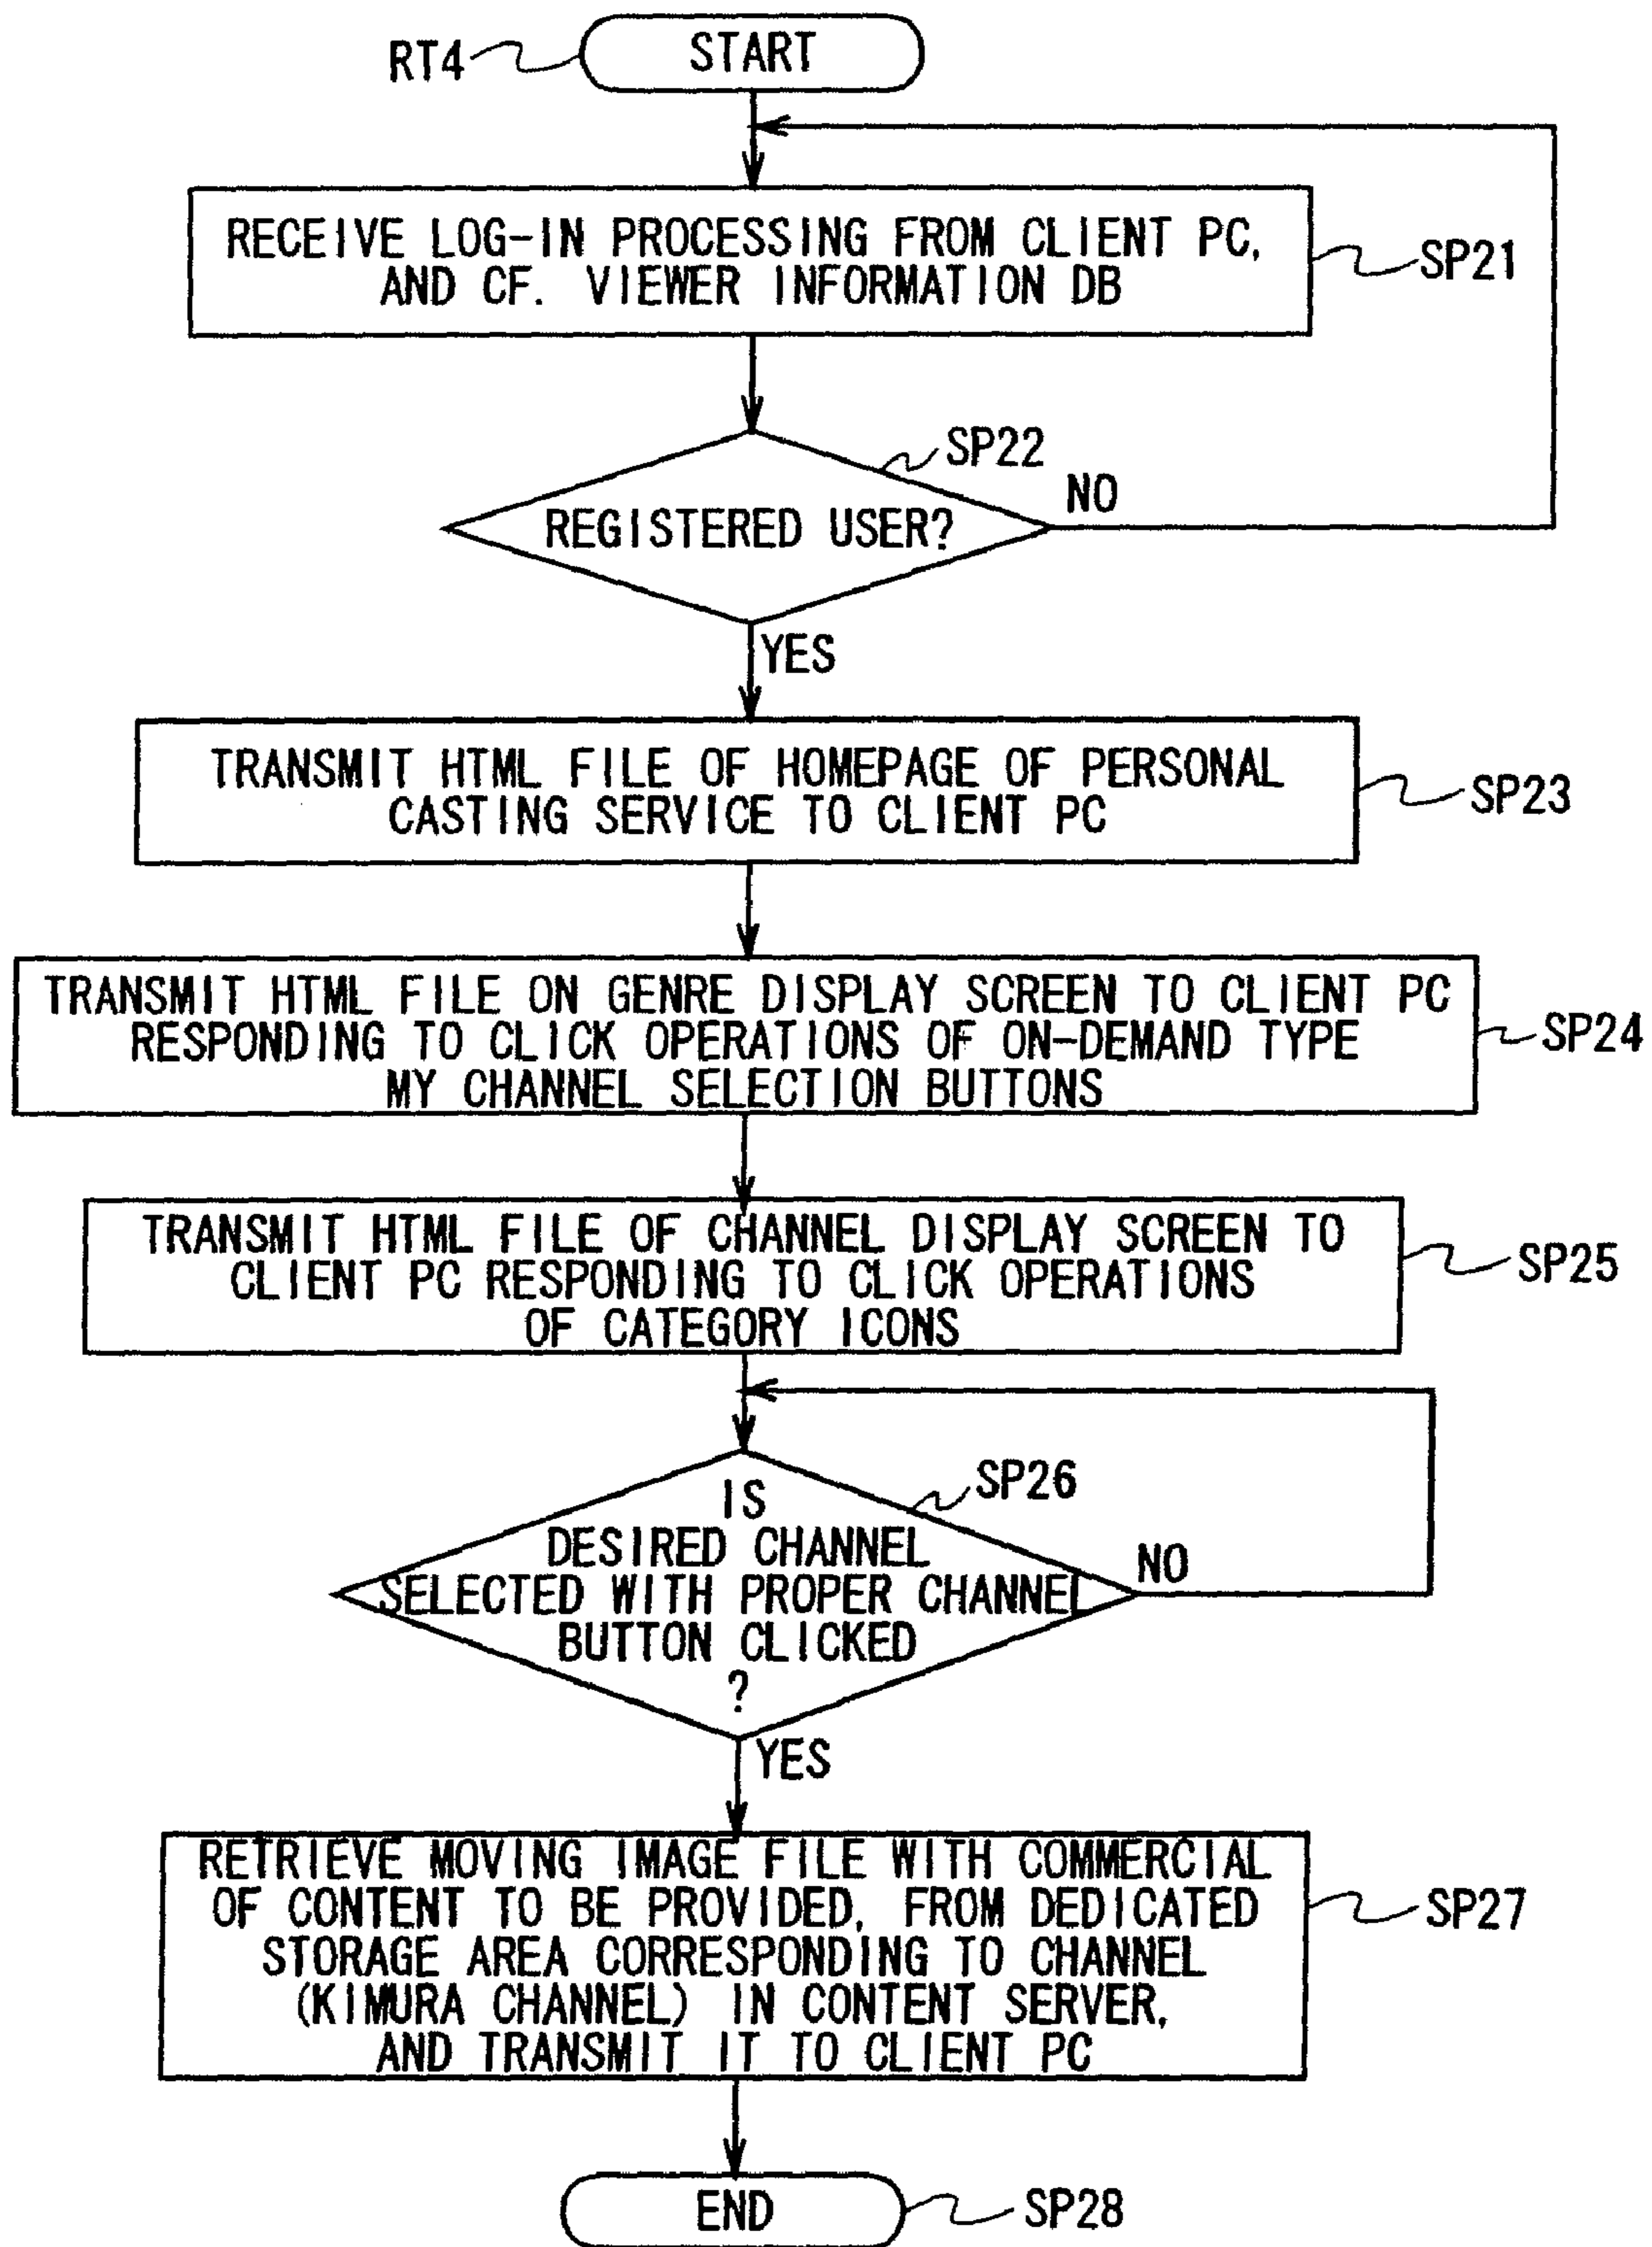 RT4
START
RECEIVE LOG-IN PROCESSING FROM CLIENT PC,
AND CF. VIEWER INFORMATION DB
SP21
SP22
REGISTERED USER?
NO
YES
TRANSMIT HTML FILE OF HOMEPAGE OF PERSONAL
CASTING SERVICE TO CLIENT PC
SP23
TRANSMIT HTML FILE ON GENRE DISPLAY SCREEN TO CLIENT PC
RESPONDING TO CLICK OPERATIONS OF ON-DEMAND TYPE
MY CHANNEL SELECTION BUTTONS
SP24
TRANSMIT HTML FILE OF CHANNEL DISPLAY SCREEN TO
CLIENT PC RESPONDING TO CLICK OPERATIONS
OF CATEGORY ICONS
SP25
SP26
IS
DESIRED CHANNEL
SELECTED WITH PROPER CHANNEL
BUTTON CLICKED
?
NO
YES
RETRIEVE MOVING IMAGE FILE WITH COMMERCIAL
OF CONTENT TO BE PROVIDED, FROM DEDICATED
STORAGE AREA CORRESPONDING TO CHANNEL
(KIMURA CHANNEL) IN CONTENT SERVER,
AND TRANSMIT IT TO CLIENT PC
SP27
END
SP28